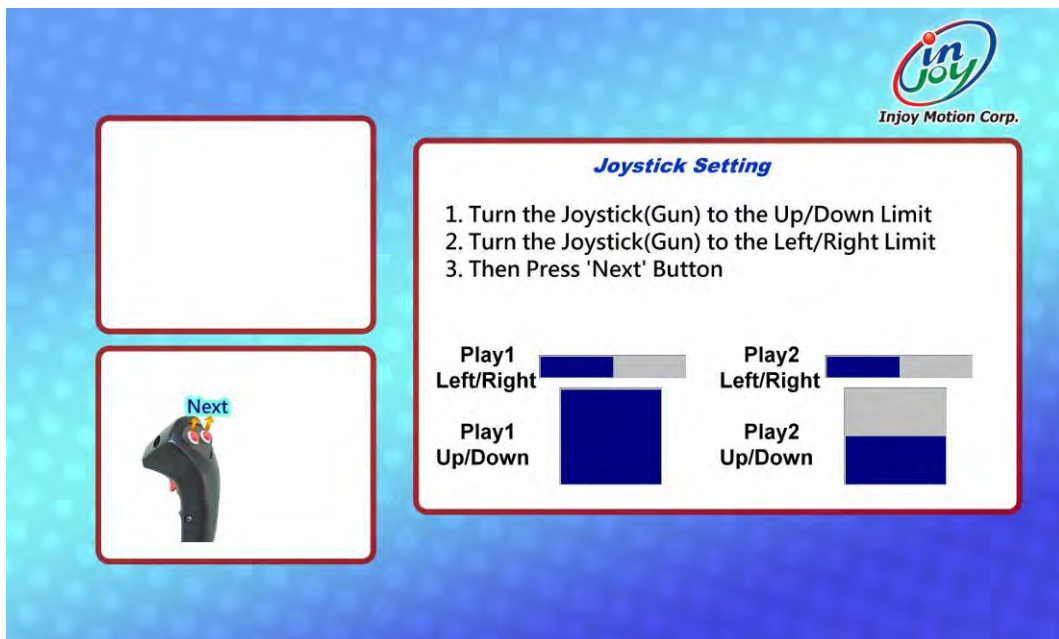 in
joy
Injoy Motion Corp.
Joystick Setting
1. Turn the Joystick(Gun) to the Up/Down Limit
2. Turn the Joystick(Gun) to the Left/Right Limit
3. Then Press 'Next' Button
Play1
Left/Right
Play2
Left/Right
Play1
Up/Down
Play2
Up/Down
Next